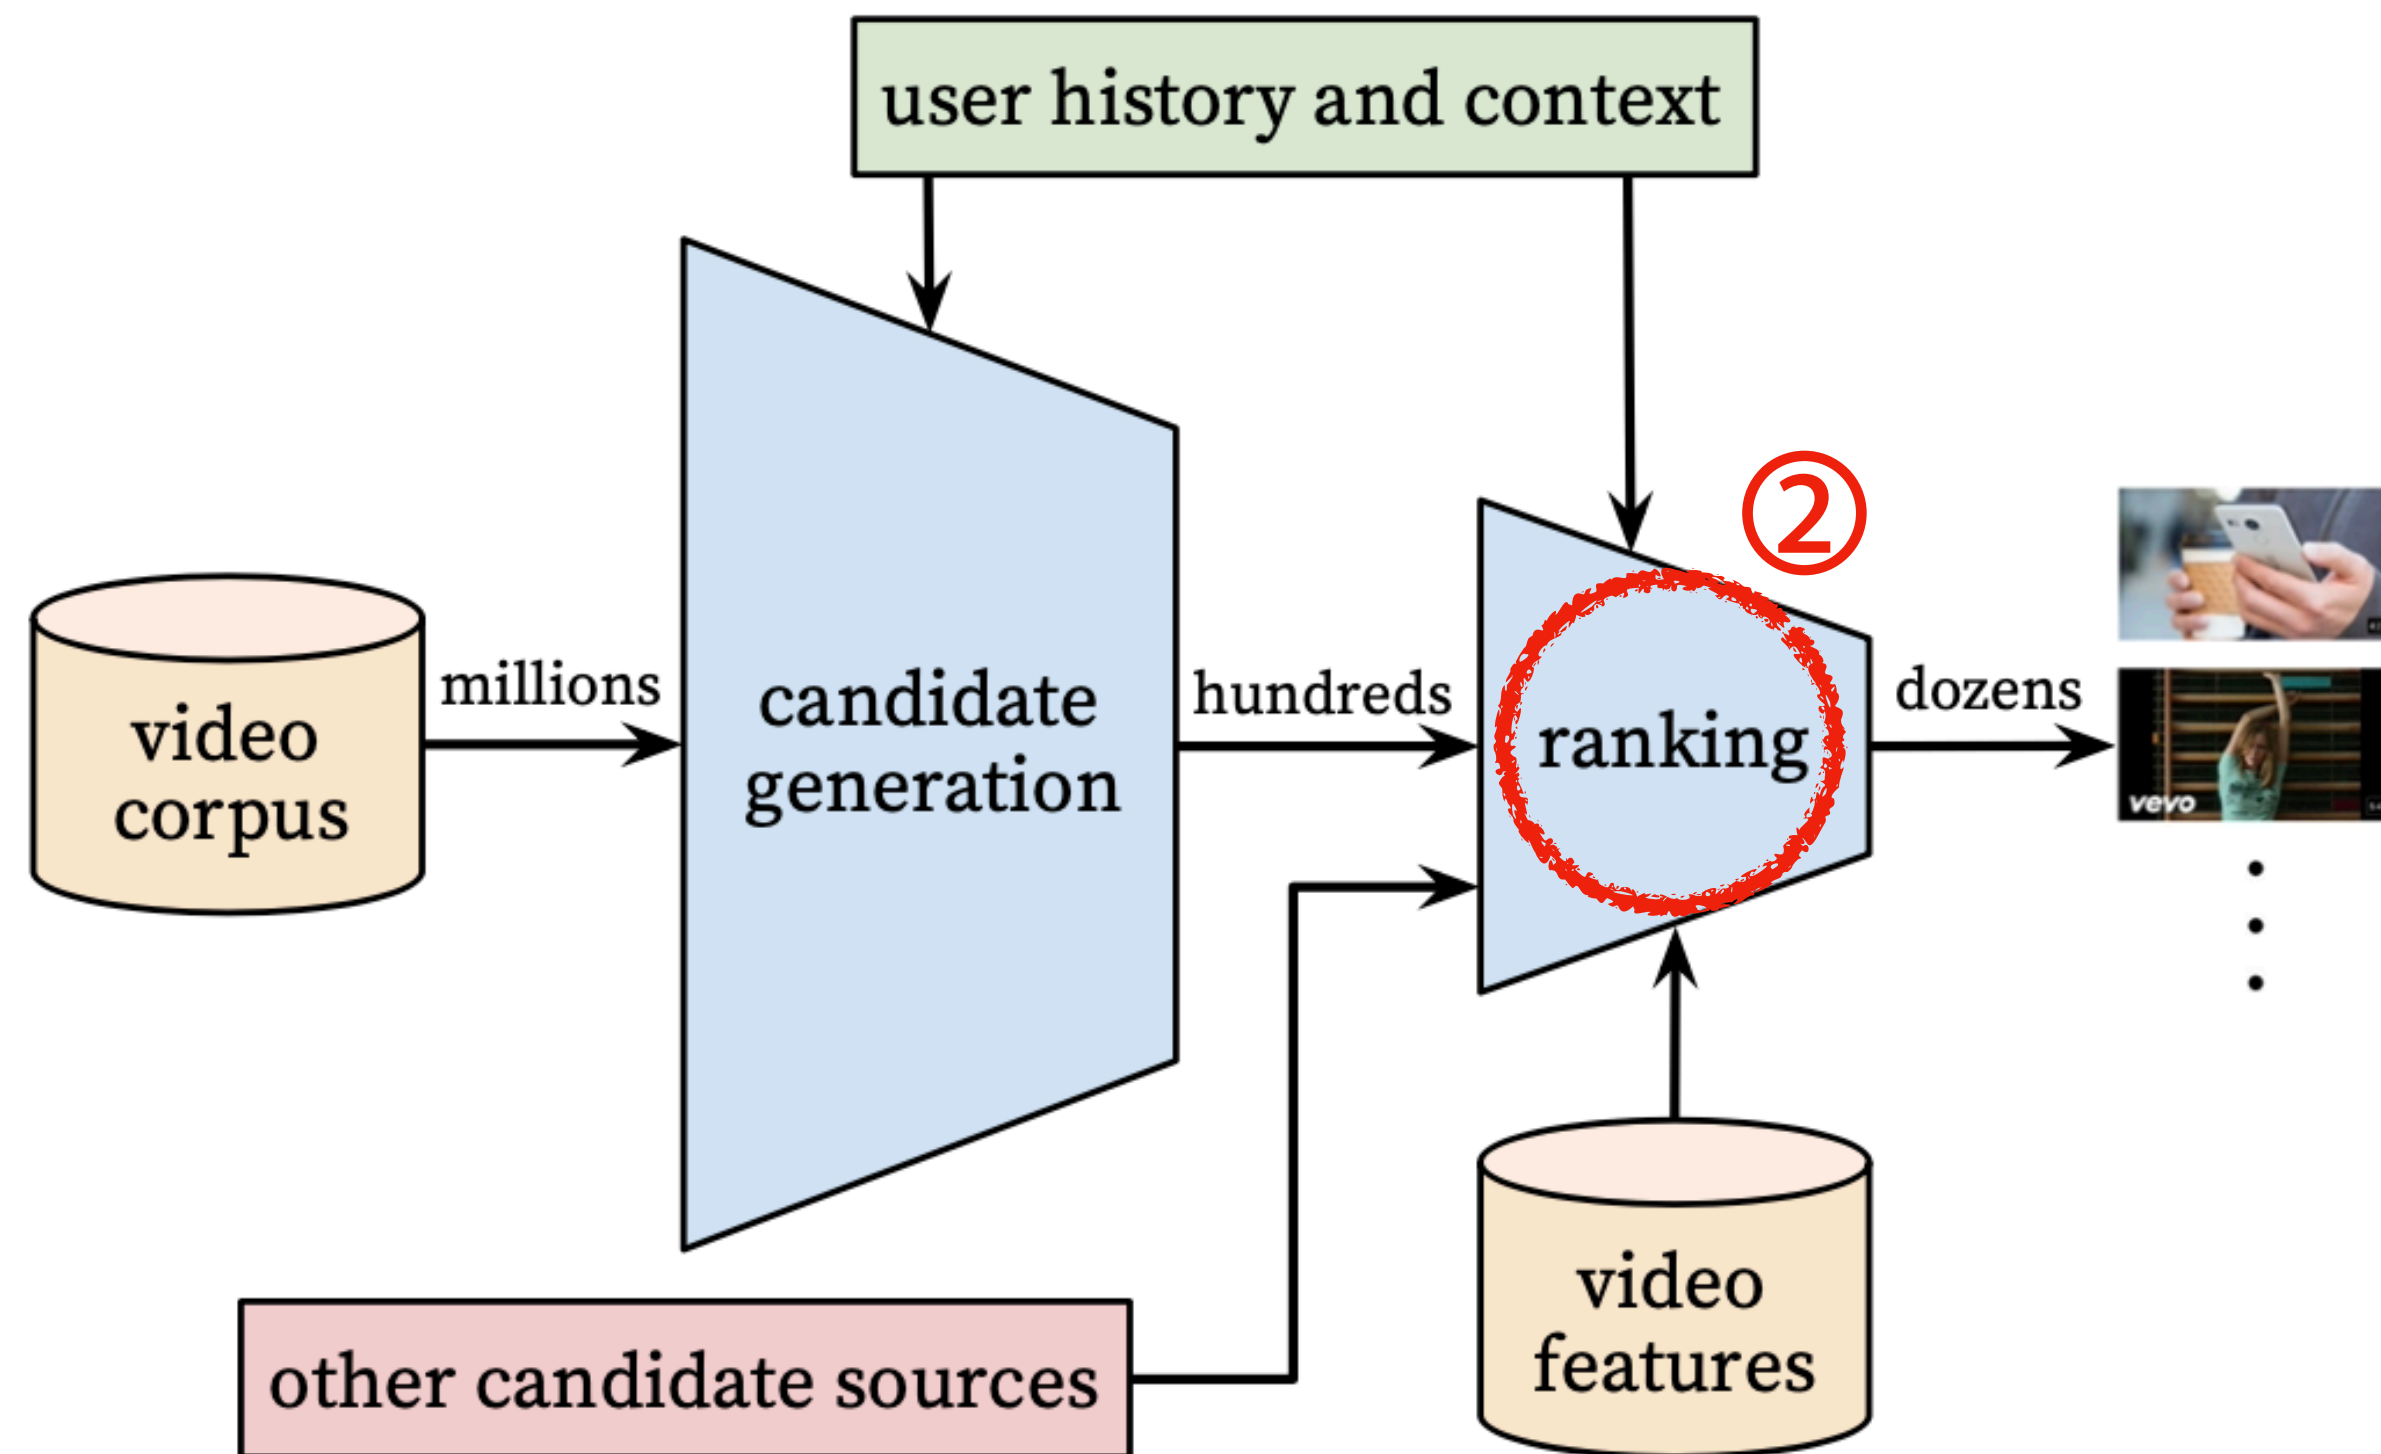 user history and context
②
millions
hundreds
dozens
video
corpus
candidate
generation
ranking
vevo
video
features
other candidate sources